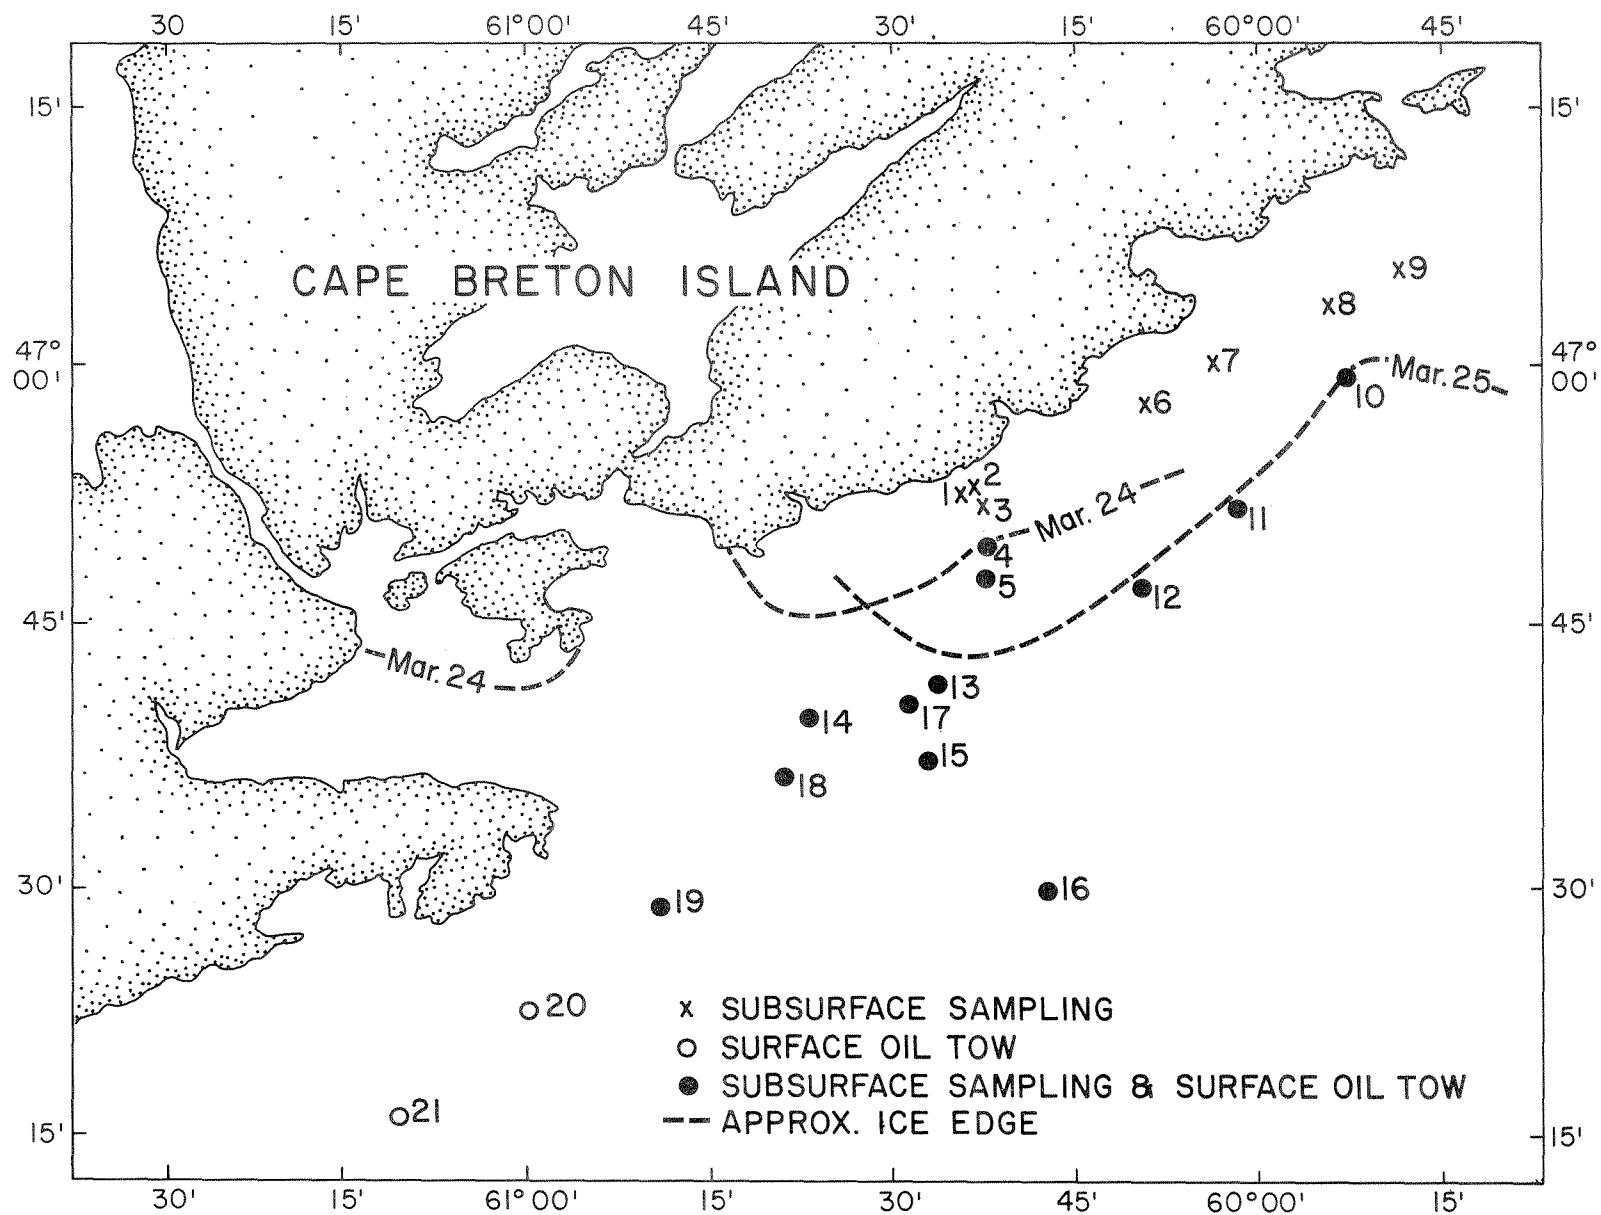 30 15' 61°00' 45' 30' 15' 60°00' 45'
15' 15'
CAPE BRETON ISLAND
x9
x8
47° 00' 47° 00'
x7
Mar. 25
10
x6
x2
1x
x3
Mar. 24
11
4
5
12
45' 45'
Mar. 24
13
17
14
15
18
30' 30'
16
19
20
x SUBSURFACE SAMPLING
SURFACE OIL TOW
SUBSURFACE SAMPLING & SURFACE OIL TOW
21
APPROX. ICE EDGE
15' 15'
30' 15' 61°00' 15' 30' 45' 60°00' 15'